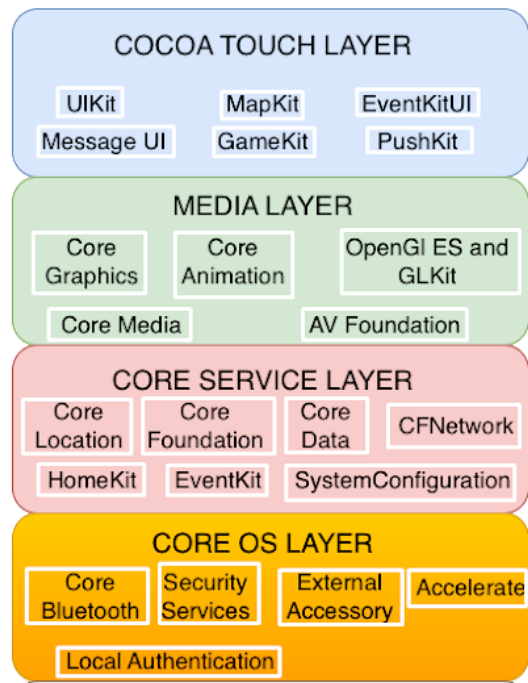 COCOA TOUCH LAYER
UIKit MapKit EventKitUI
Message UI GameKit PushKit
MEDIA LAYER
Core Graphics
Core Animation
OpenGl ES and GLKit
Core Media AV Foundation
CORE SERVICE LAYER
Core Location
Core Foundation
Core Data
CFNetwork
HomeKit EventKit SystemConfiguration
CORE OS LAYER
Core Bluetooth
Security Services
External Accessory
Accelerate
Local Authentication